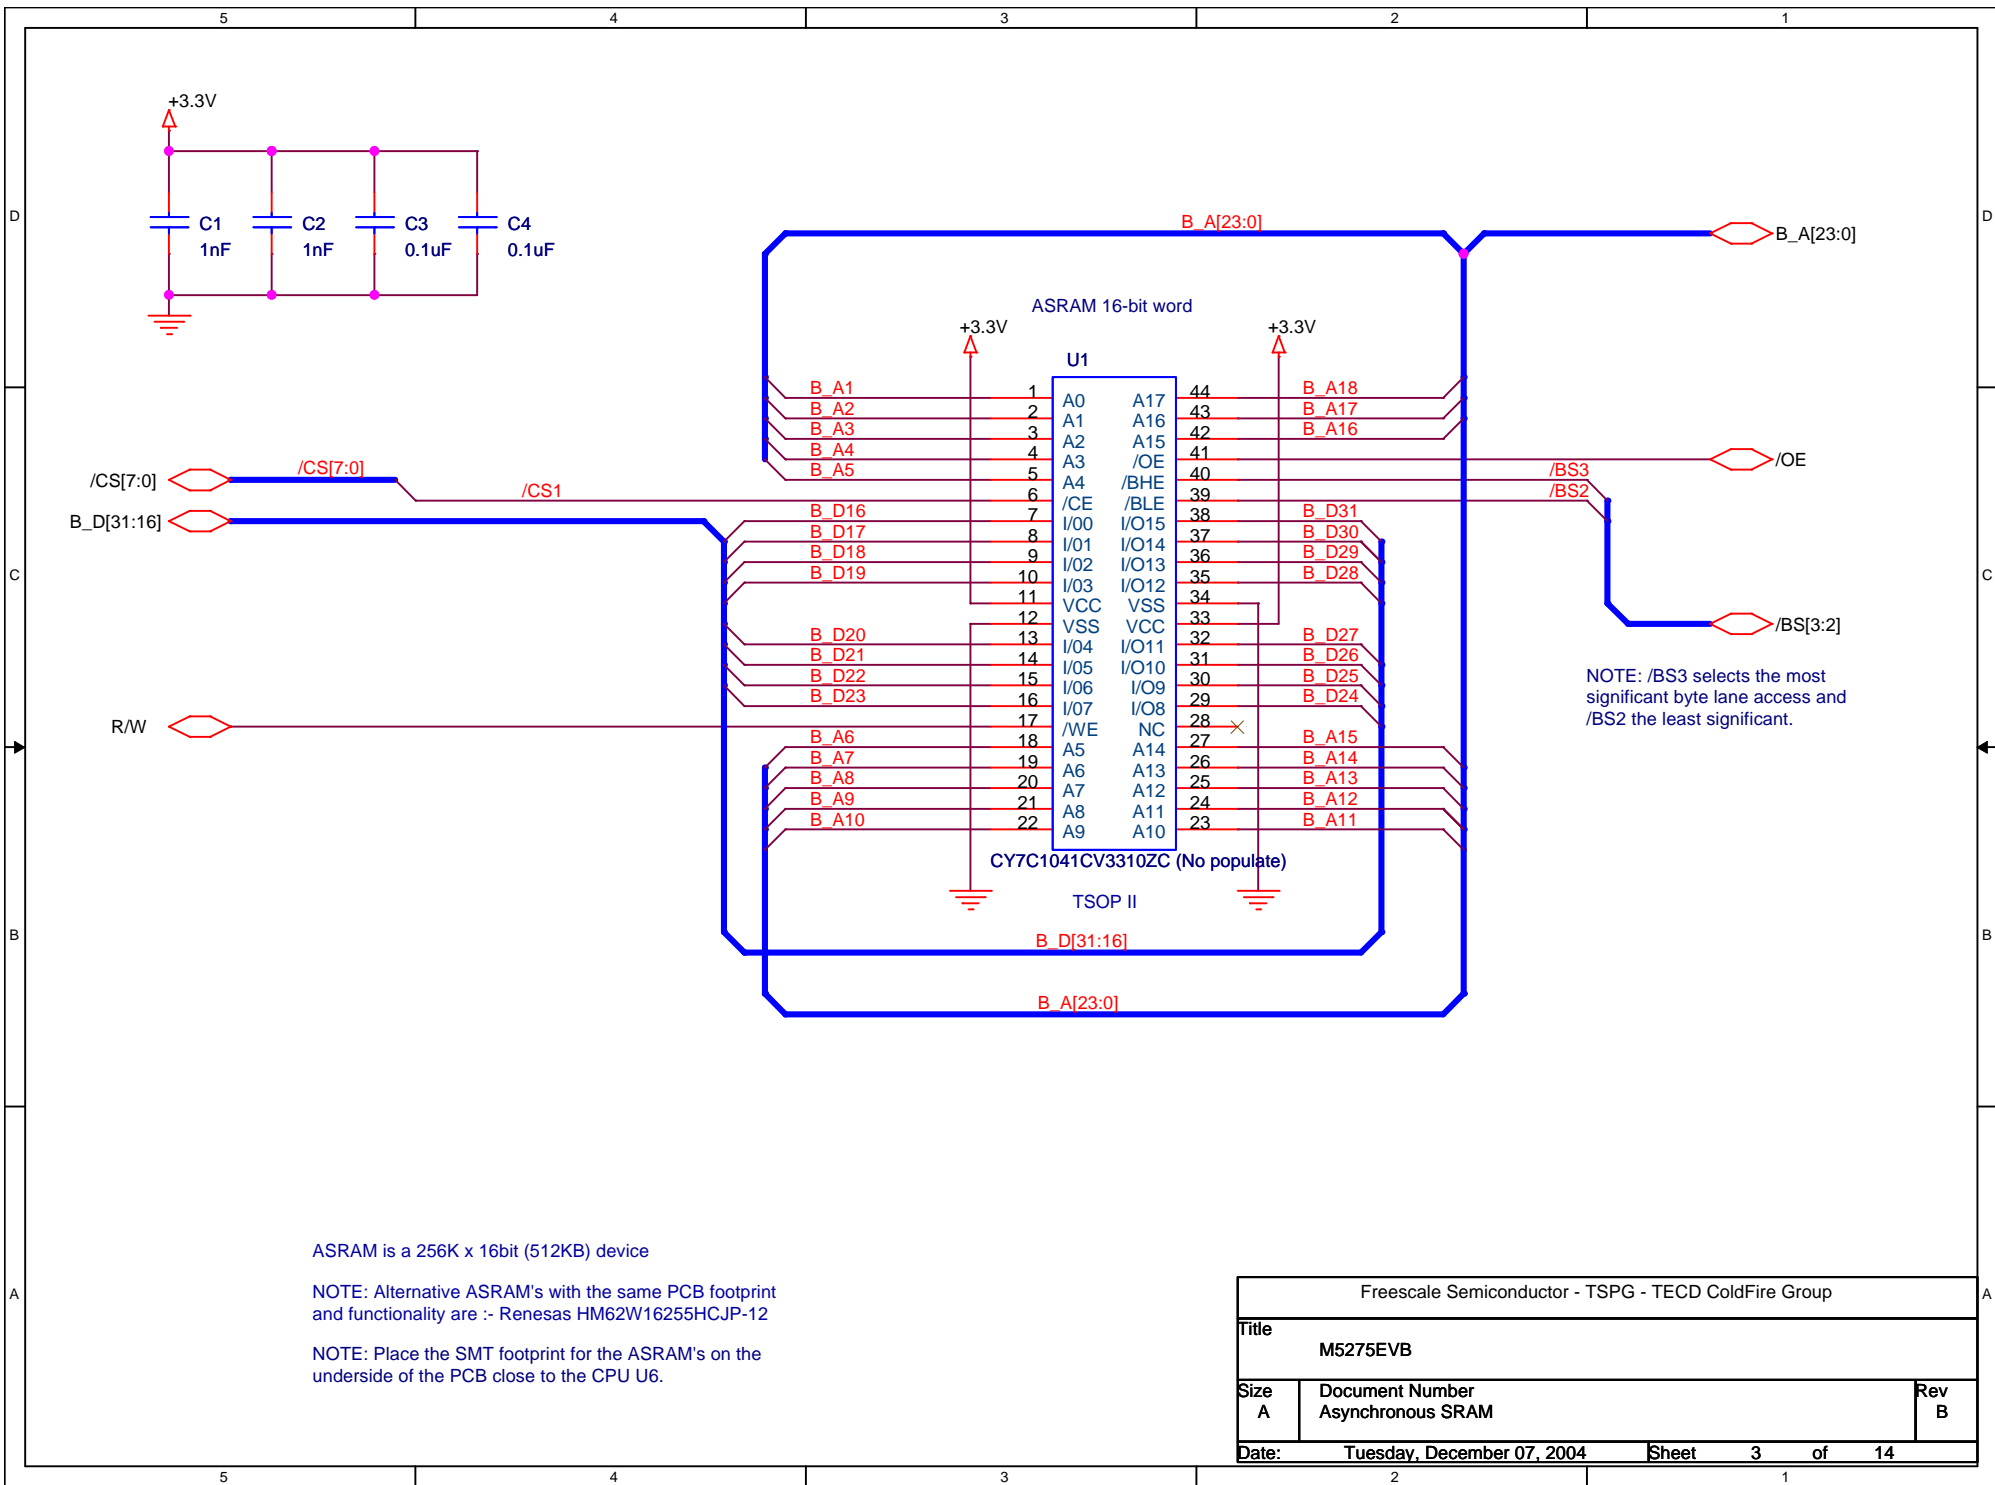 5 4 3 2 1
D
D
C
C
B
B
A
A
+3.3V
C1
1nF
C2
1nF
C3
0.1uF
C4
0.1uF
B_A[23:0]
B_A[23:0]
ASRAM 16-bit word
+3.3V
+3.3V
U1
B_A1 1 A0 A17 44 B_A18
B_A2 2 A1 A16 43 B_A17
B_A3 3 A2 A15 42 B_A16
B_A4 4 A3 /OE 41 /OE
B_A5 5 A4 /BHE 40 /BS3
/CS[7:0] /CS[7:0]
/CS1 6 /CE /BLE 39 /BS2
B_D[31:16]
B_D16 7 I/00 I/O15 38 B_D31
B_D17 8 I/01 I/O14 37 B_D30
B_D18 9 I/02 I/O13 36 B_D29
B_D19 10 I/03 I/O12 35 B_D28
11 VCC VSS 34
12 VSS VCC 33
/BS[3:2]
B_D20 13 I/04 I/O11 32 B_D27
B_D21 14 I/05 I/O10 31 B_D26
B_D22 15 I/06 I/O9 30 B_D25
B_D23 16 I/07 I/O8 29 B_D24
R/W 17 /WE NC 28
B_A6 18 A5 A14 27 B_A15
B_A7 19 A6 A13 26 B_A14
B_A8 20 A7 A12 25 B_A13
B_A9 21 A8 A11 24 B_A12
B_A10 22 A9 A10 23 B_A11
NOTE: /BS3 selects the most
significant byte lane access and
/BS2 the least significant.
CY7C1041CV3310ZC (No populate)
TSOP II
B_D[31:16]
B_A[23:0]
ASRAM is a 256K x 16bit (512KB) device
NOTE: Alternative ASRAM's with the same PCB footprint
and functionality are :- Renesas HM62W16255HCJP-12
NOTE: Place the SMT footprint for the ASRAM's on the
underside of the PCB close to the CPU U6.
Freescale Semiconductor - TSPG - TECD ColdFire Group
Title
M5275EVB
Size Document Number Rev
A Asynchronous SRAM B
Date: Tuesday, December 07, 2004 Sheet 3 of 14
5 4 3 2 1